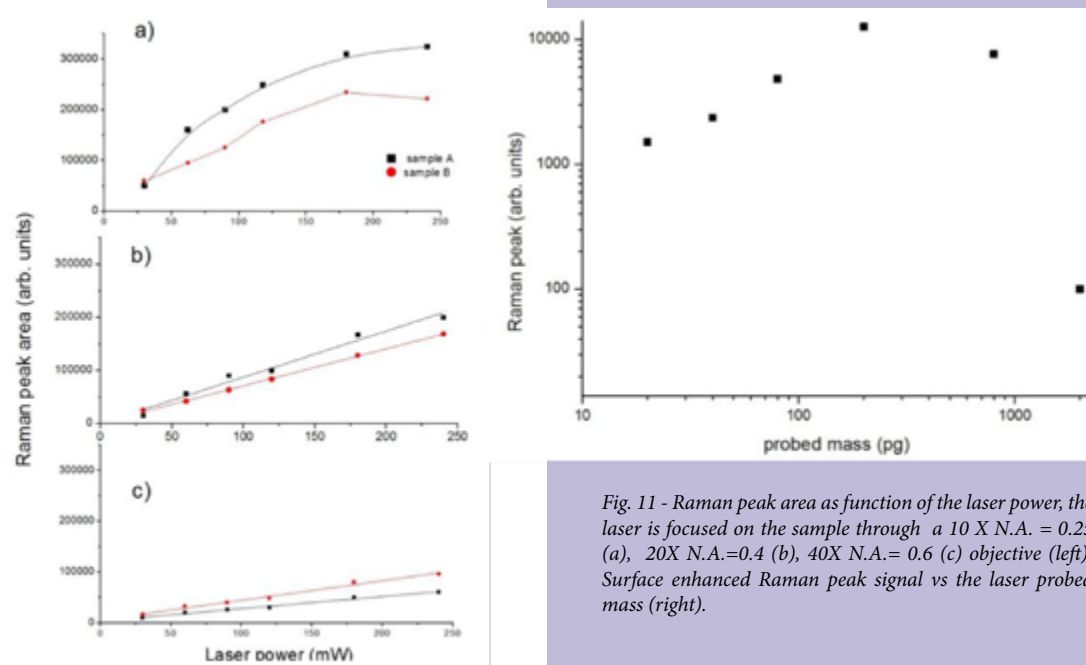 a)
300000
200000
100000
0
sample A
sample B
0 50 100 150 200 250
b)
300000
200000
100000
0
0 50 100 150 200 250
c)
300000
200000
100000
0
0 50 100 150 200 250
Raman peak area (arb. units)
Laser power (mW)
10000
1000
100
Raman peak (arb. units)
10 100 1000
probed mass (pg)
Fig. 11 - Raman peak area as function of the laser power, the
laser is focused on the sample through a 10 X N.A. = 0.25
(a), 20X N.A.=0.4 (b), 40X N.A.= 0.6 (c) objective (left)
Surface enhanced Raman peak signal vs the laser probed
mass (right).